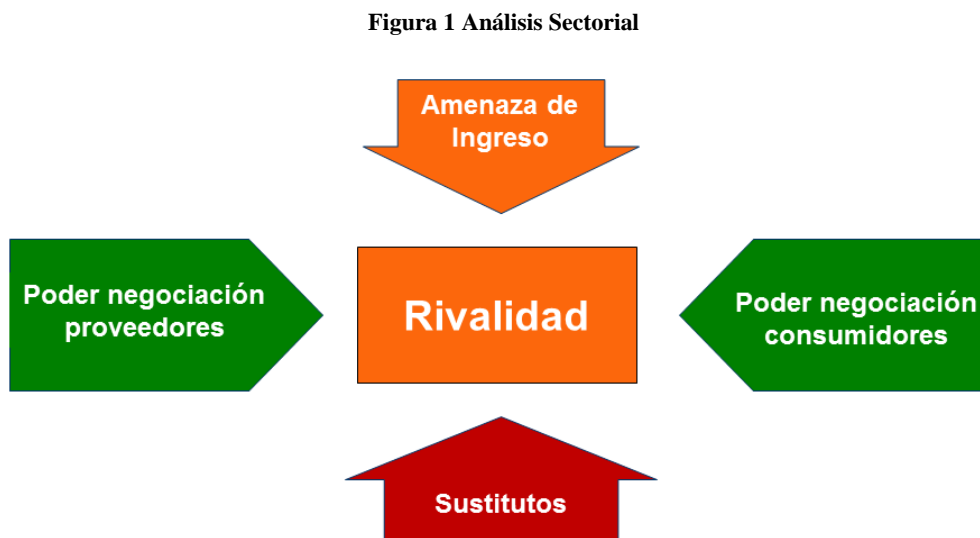 Figura 1 Análisis Sectorial
Amenaza de
Ingreso
Poder negociación
proveedores
Rivalidad
Poder negociación
consumidores
Sustitutos